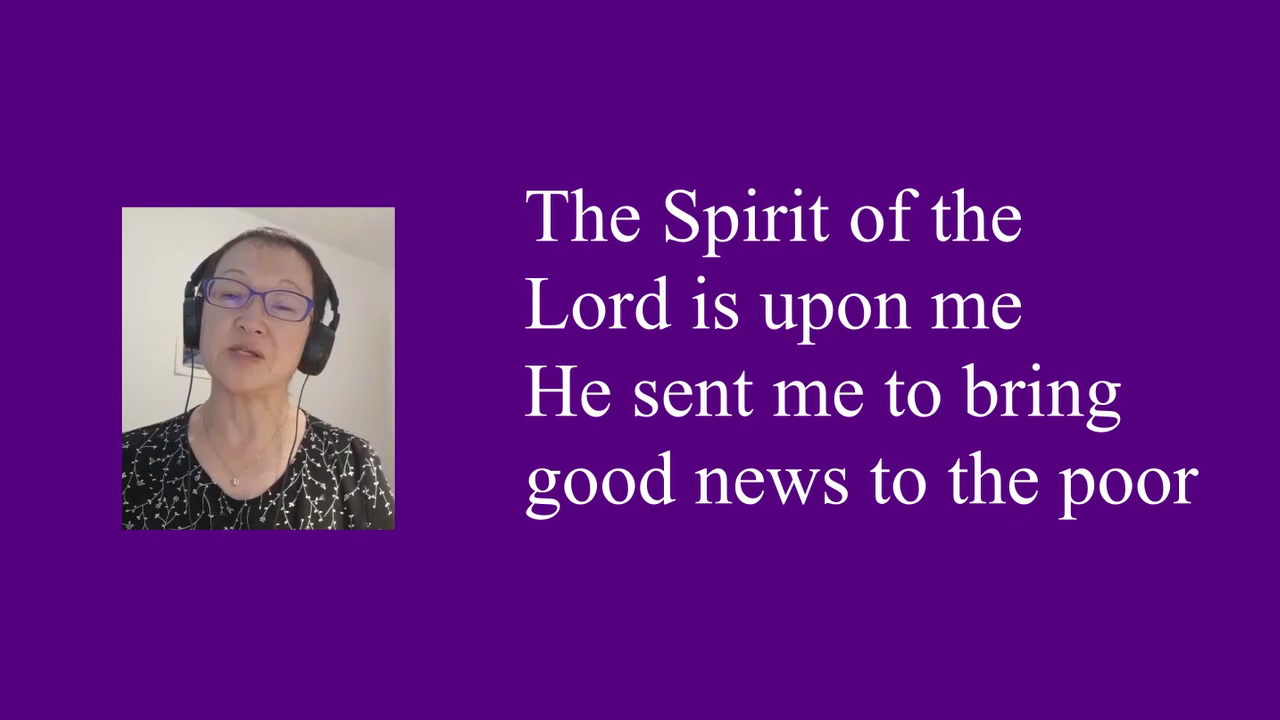 The Spirit of the
Lord is upon me
He sent me to bring
good news to the poor